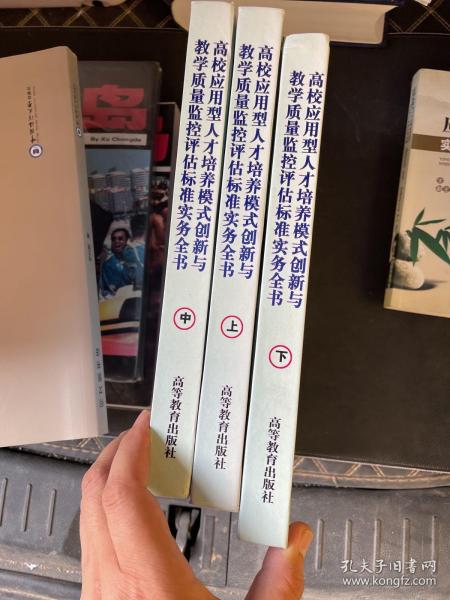 高校应用型人才培养模式创新与
教学质量监控评估标准实务全书
中
高等教育出版社
高校应用型人才培养模式创新与
教学质量监控评估标准实务全书
上
高等教育出版社
高校应用型人才培养模式创新与
教学质量监控评估标准实务全书
下
高等教育出版社
岛
By Xu Chengde
实
孔夫子旧书网
www.kongfz.com